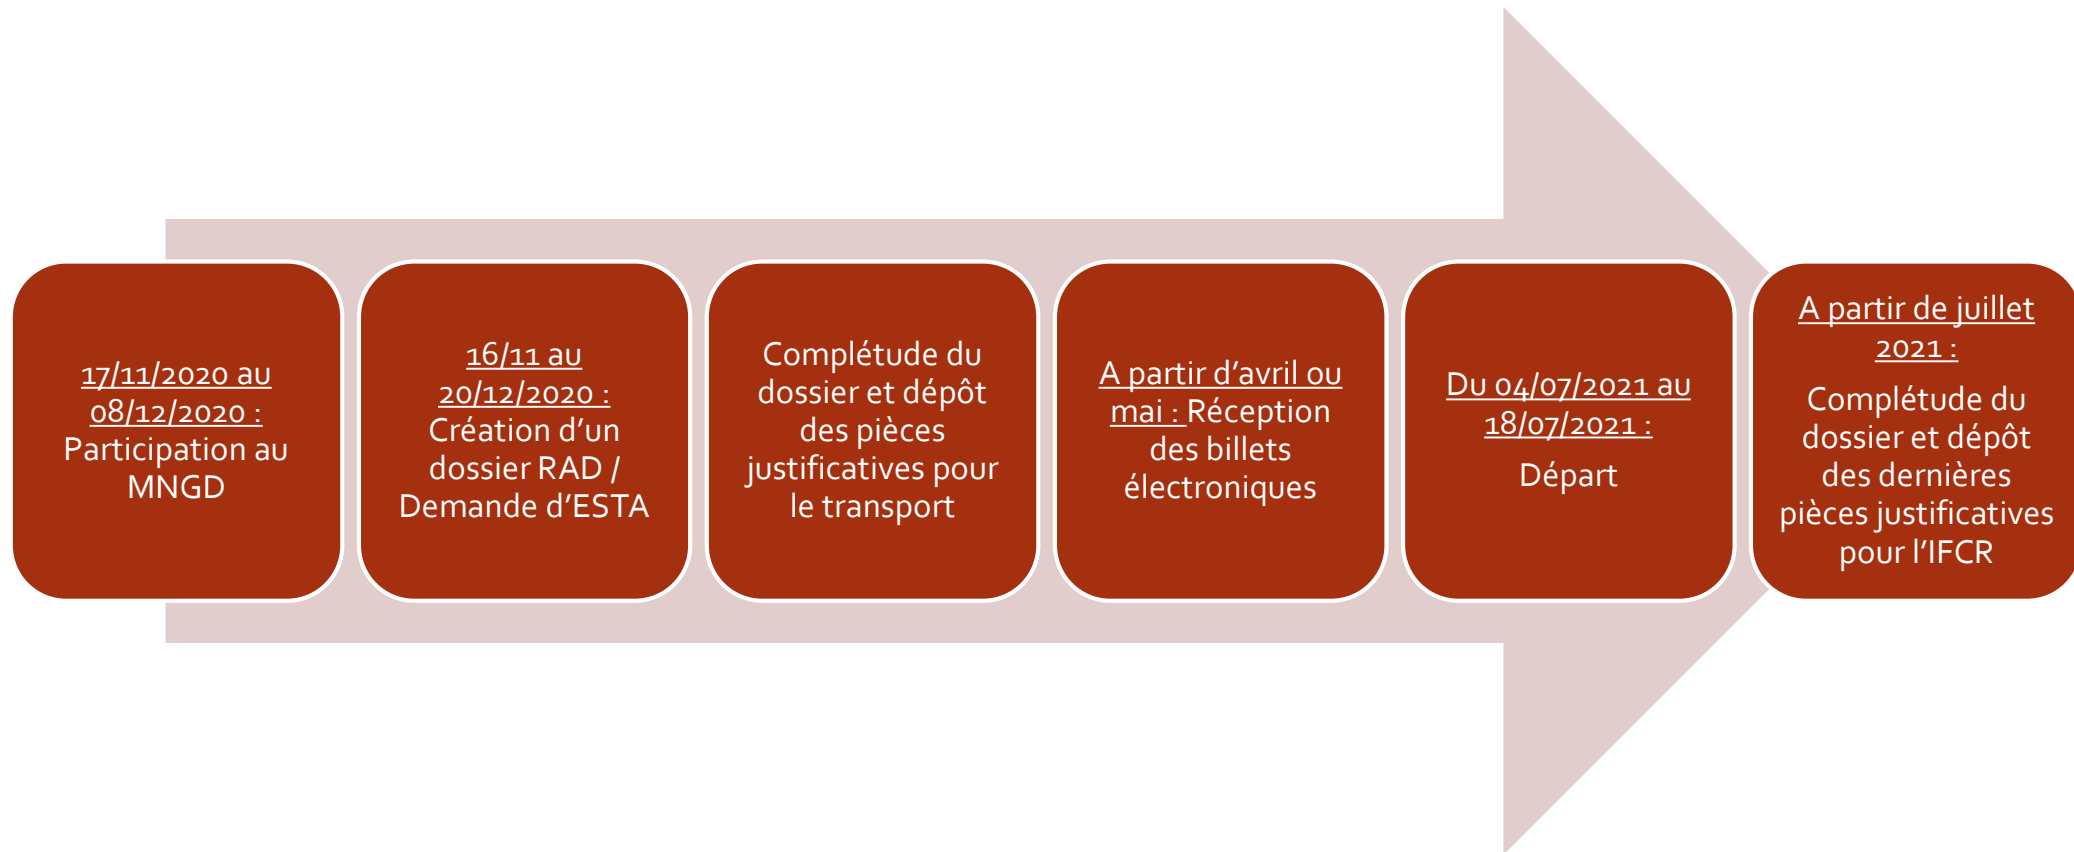 17/11/2020 au
08/12/2020 :
Participation au
MNGD
16/11 au
20/12/2020 :
Création d’un
dossier RAD /
Demande d’ESTA
Complétude du
dossier et dépôt
des pièces
justificatives pour
le transport
A partir d’avril ou
mai : Réception
des billets
électroniques
Du 04/07/2021 au
18/07/2021 :
Départ
A partir de juillet
2021 :
Complétude du
dossier et dépôt
des dernières
pièces justificatives
pour l’IFCR